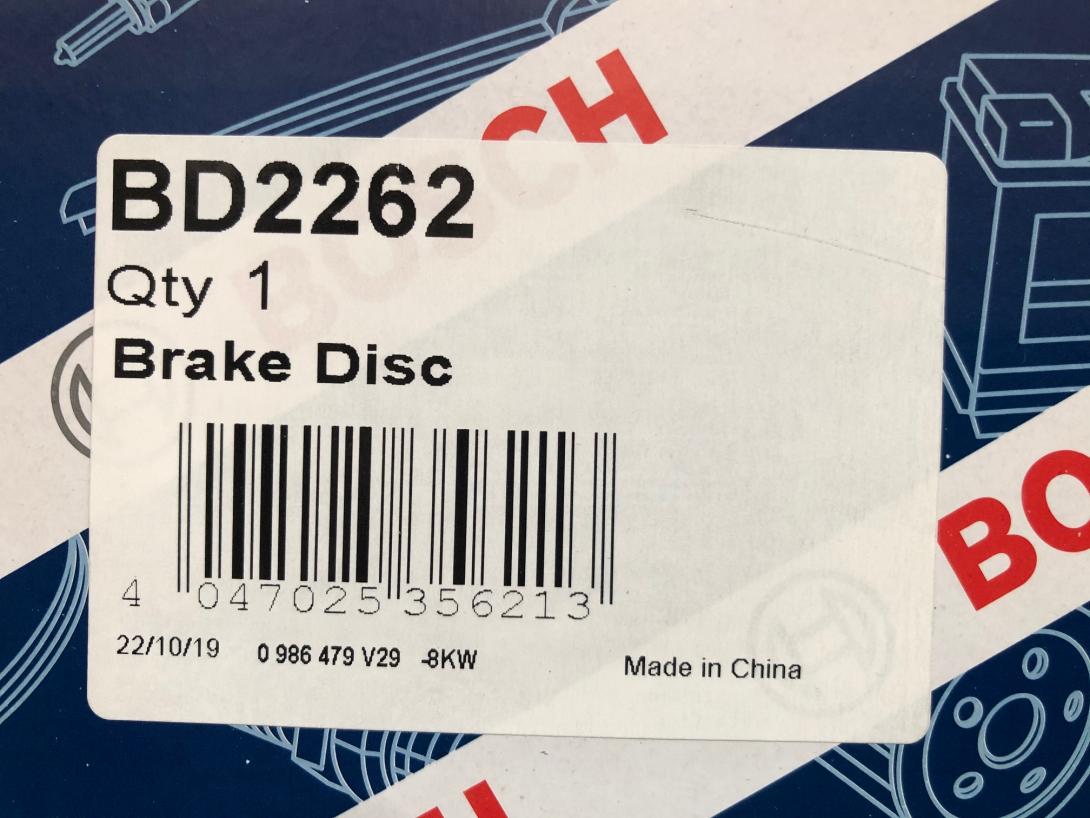 BOSCH
BD2262
Qty 1
Brake Disc
4 047025 356213
22/10/19 0 986 479 V29 -8KW
Made in China
BO
H